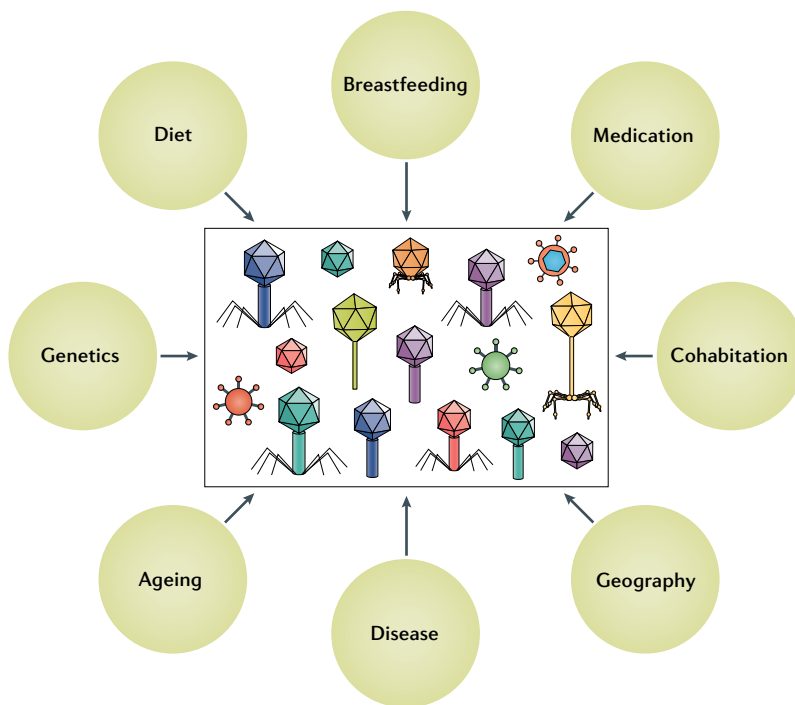 Breastfeeding
Diet
Medication
Genetics
Cohabitation
Ageing
Geography
Disease